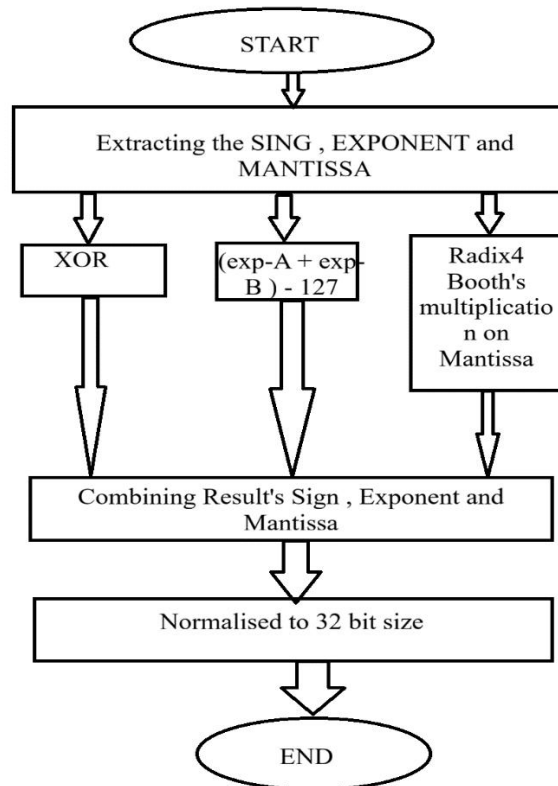 START
Extracting the SING , EXPONENT and
MANTISSA
XOR
(exp-A + exp-
B ) - 127
Radix4
Booth's
multiplicatio
n on
Mantissa
Combining Result's Sign , Exponent and
Mantissa
Normalised to 32 bit size
END